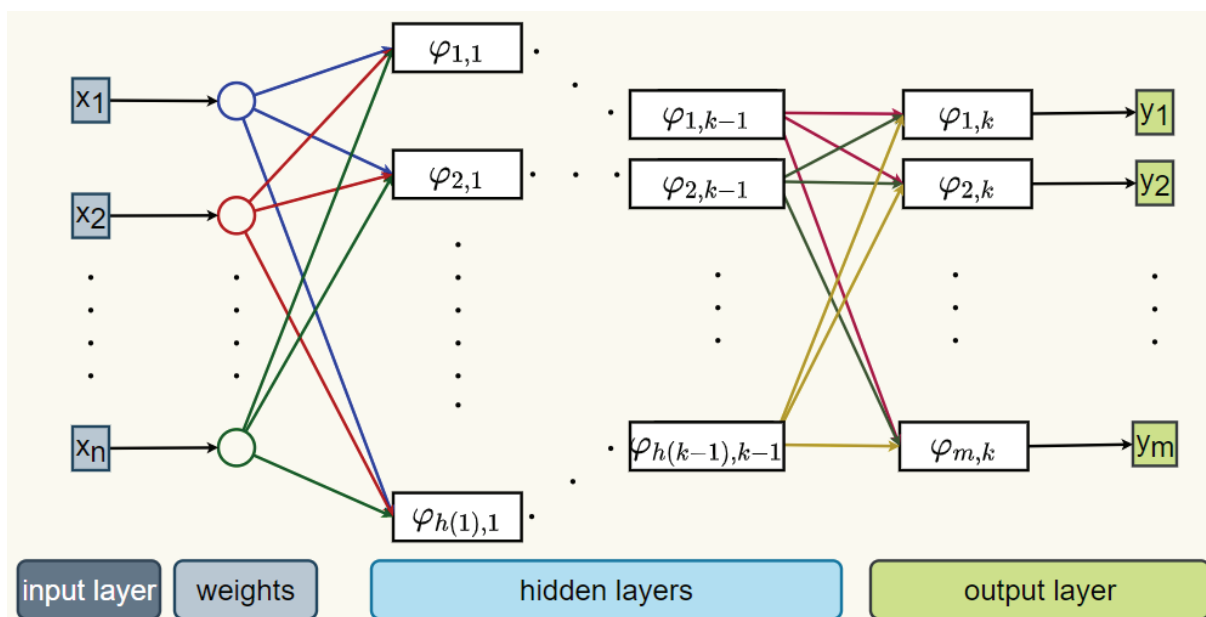 φ1,1
x1
φ1,k−1
φ1,k
y1
φ2,1
φ2,k−1
φ2,k
y2
x2
xn
φh(k−1),k−1
φm,k
ym
φh(1),1
input layer
weights
hidden layers
output layer